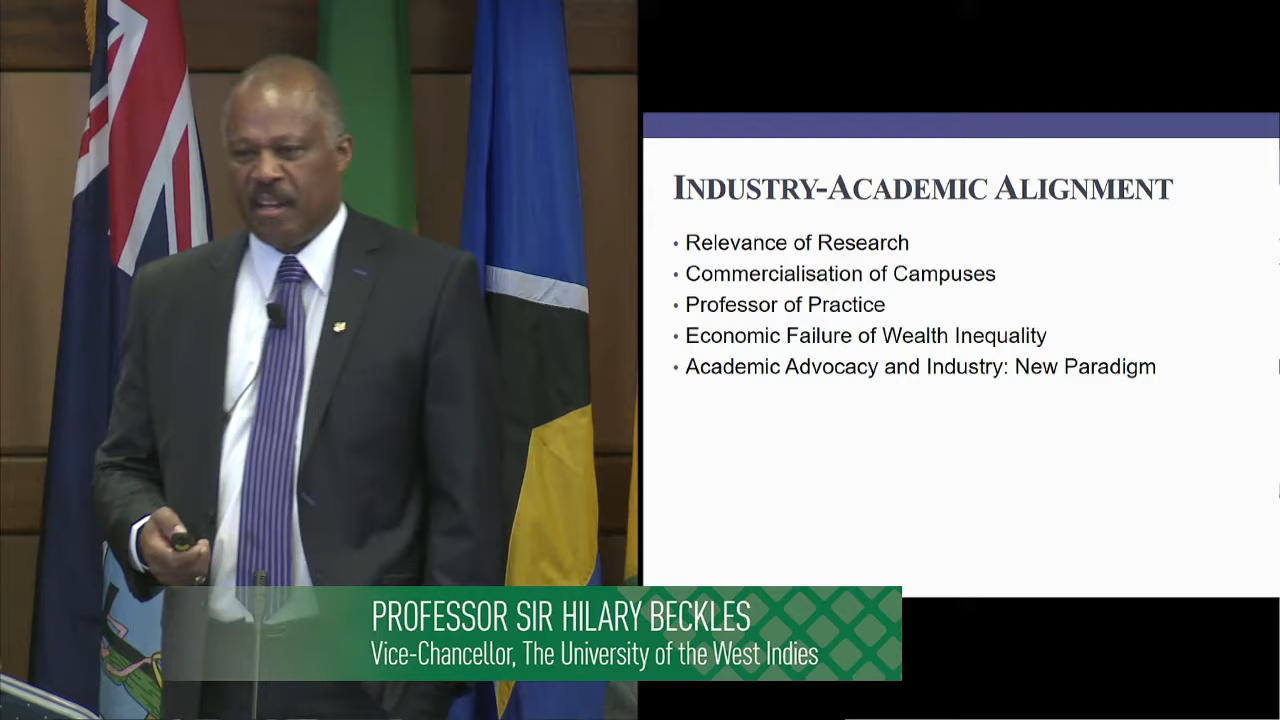 INDUSTRY-ACADEMIC ALIGNMENT
• Relevance of Research
• Commercialisation of Campuses
• Professor of Practice
• Economic Failure of Wealth Inequality
• Academic Advocacy and Industry: New Paradigm
PROFESSOR SIR HILARY BECKLES
Vice-Chancellor, The University of the West Indies